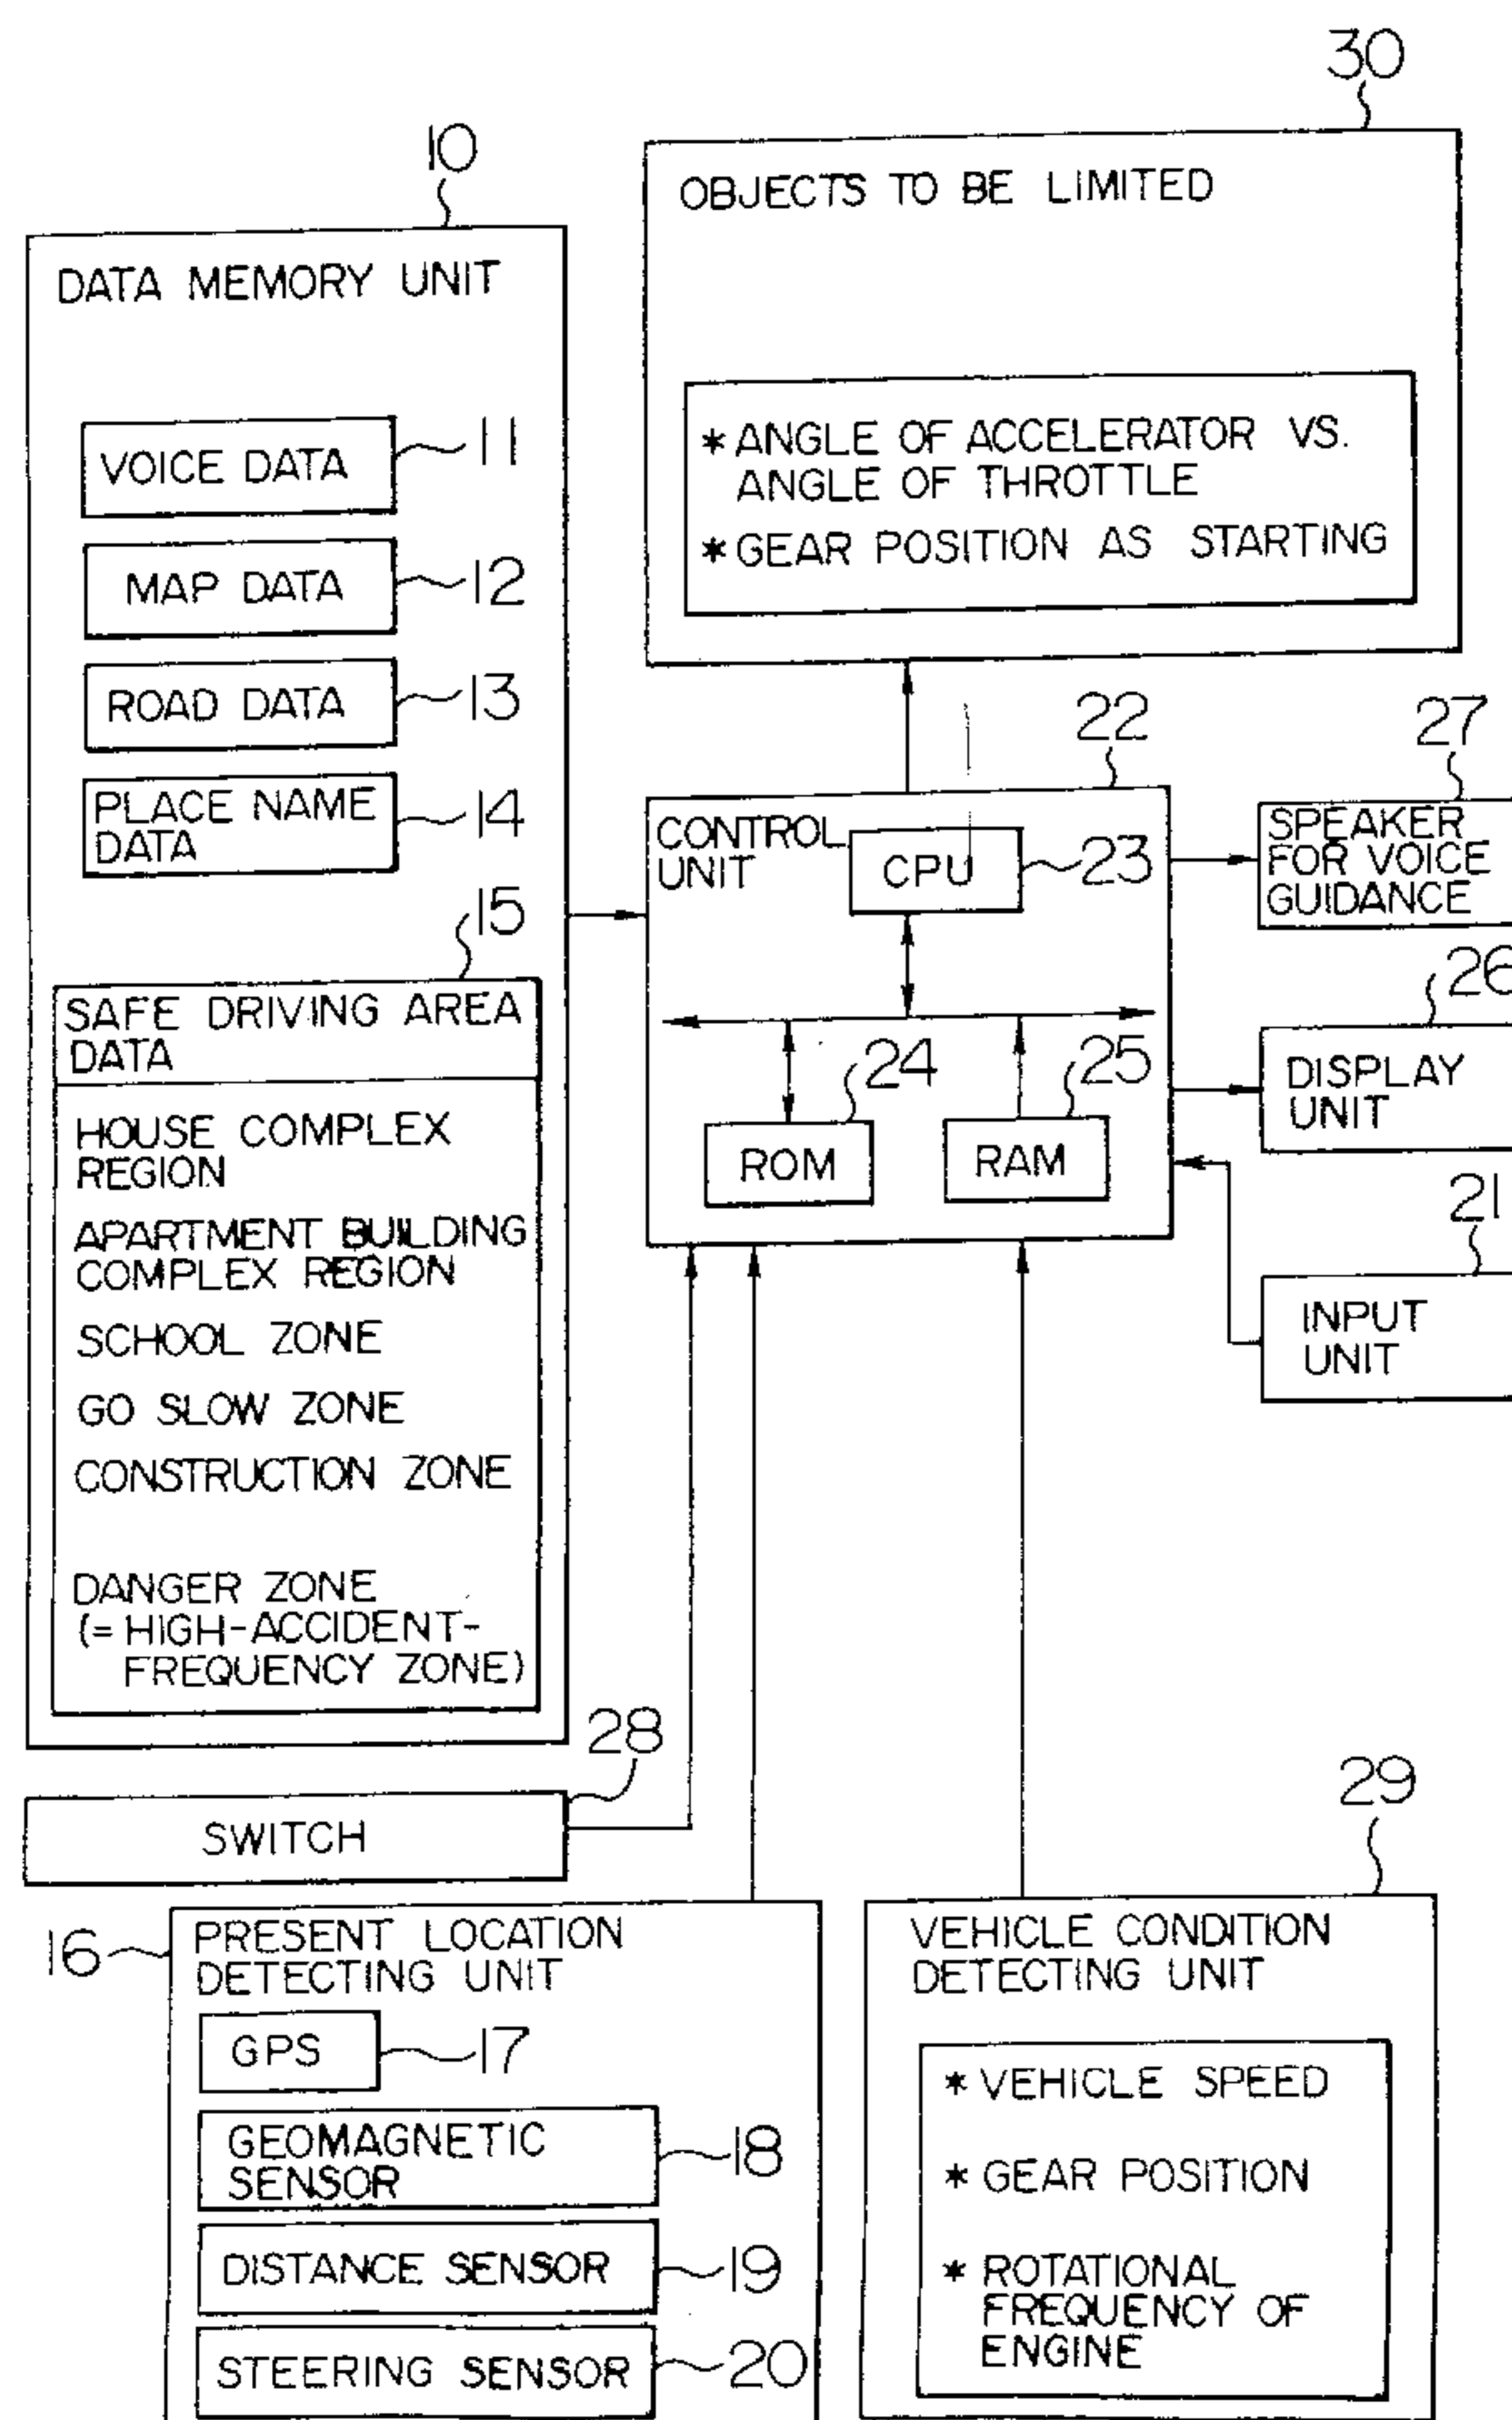 30
OBJECTS TO BE LIMITED
* ANGLE OF ACCELERATOR VS.
ANGLE OF THROTTLE
* GEAR POSITION AS STARTING
10
DATA MEMORY UNIT
VOICE DATA
11
MAP DATA
12
ROAD DATA
13
PLACE NAME
DATA
14
15
SAFE DRIVING AREA
DATA
HOUSE COMPLEX
REGION
APARTMENT BUILDING
COMPLEX REGION
SCHOOL ZONE
GO SLOW ZONE
CONSTRUCTION ZONE
DANGER ZONE
(= HIGH-ACCIDENT-
FREQUENCY ZONE)
22
CONTROL
UNIT
CPU
23
24
ROM
25
RAM
27
SPEAKER
FOR VOICE
GUIDANCE
26
DISPLAY
UNIT
21
INPUT
UNIT
28
SWITCH
16
PRESENT LOCATION
DETECTING UNIT
GPS
17
GEOMAGNETIC
SENSOR
18
DISTANCE SENSOR
19
STEERING SENSOR
20
29
VEHICLE CONDITION
DETECTING UNIT
* VEHICLE SPEED
* GEAR POSITION
* ROTATIONAL
FREQUENCY OF
ENGINE